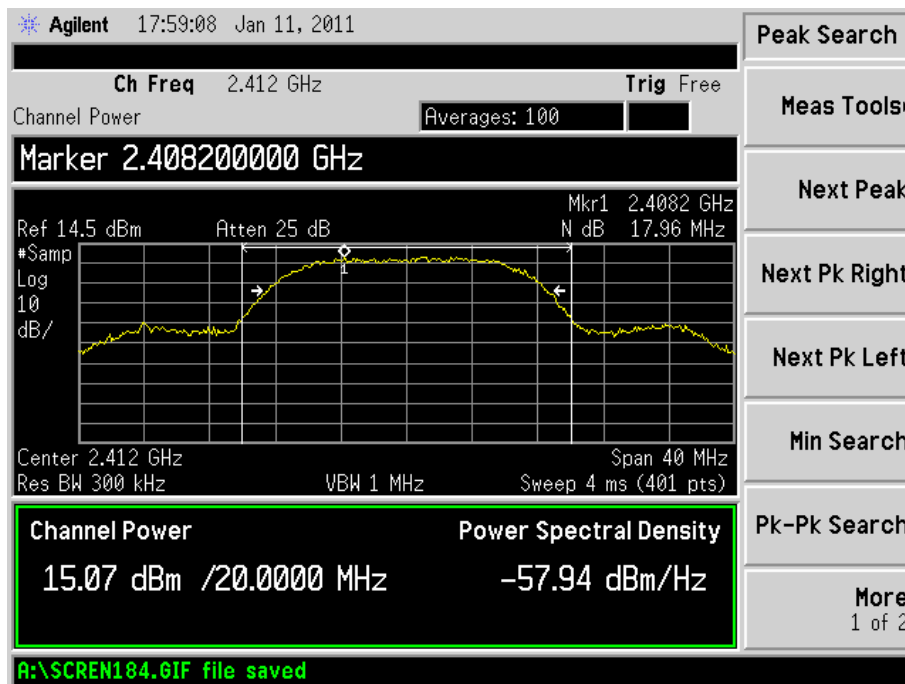 Agilent 17:59:08 Jan 11, 2011
Peak Search
Ch Freq 2.412 GHz Trig Free
Channel Power Averages: 100
Meas Tools
Marker 2.408200000 GHz
Next Peak
Mkr1 2.4082 GHz
Ref 14.5 dBm Atten 25 dB N dB 17.96 MHz
#Samp
Log
10
dB/
1
Next Pk Right
Next Pk Left
Center 2.412 GHz Span 40 MHz
Res BW 300 kHz VBW 1 MHz Sweep 4 ms (401 pts)
Min Search
Channel Power Power Spectral Density
15.07 dBm /20.0000 MHz -57.94 dBm/Hz
Pk-Pk Search
More
1 of 2
A:\SCREN184.GIF file saved